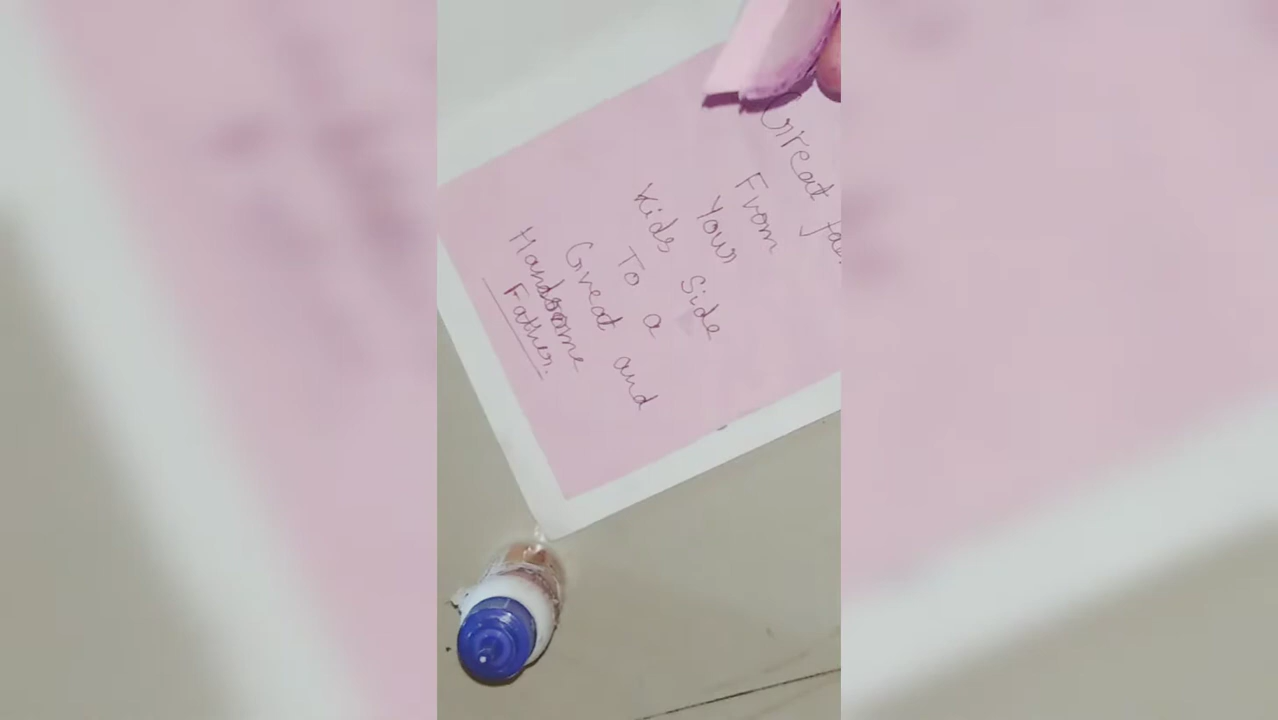 Great
From
Your Side
Kids
To a
Great and
Handsome
Father.